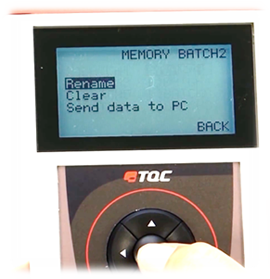 MEMORY BATCH2
Rename
Clear
Send data to PC
BACK
TQC